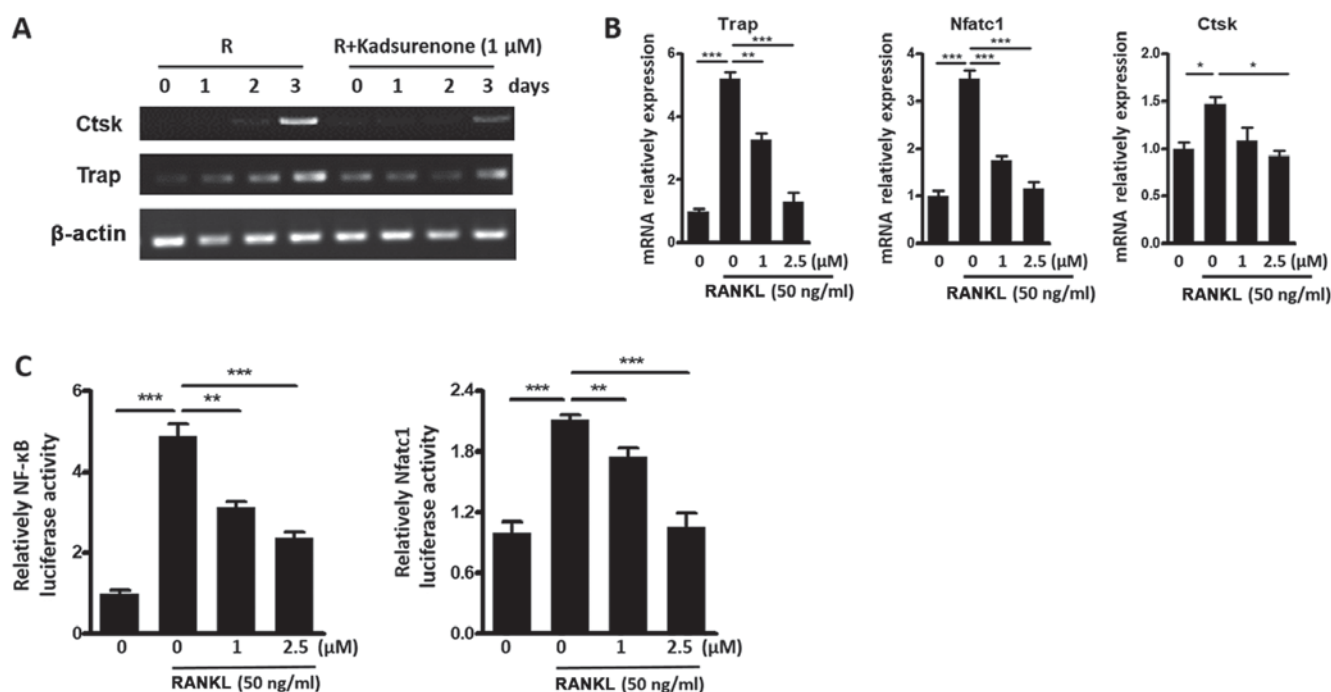 A
R R+Kadsurenone (1 μM)
0 1 2 3 0 1 2 3 days
Ctsk
Trap
β-actin
B
Trap
mRNA relatively expression
6
4
2
0
***
***
**
0 0 1 2.5 (μM)
RANKL (50 ng/ml)
Nfatc1
mRNA relatively expression
4
3
2
1
0
***
***
***
0 0 1 2.5 (μM)
RANKL (50 ng/ml)
Ctsk
mRNA relatively expression
2.0
1.5
1.0
0.5
0.0
*
*
0 0 1 2.5 (μM)
RANKL (50 ng/ml)
C
Relatively NF-κB
luciferase activity
6
4
2
0
***
***
**
0 0 1 2.5 (μM)
RANKL (50 ng/ml)
Relatively Nfatc1
luciferase activity
2.4
1.8
1.2
0.6
0.0
***
***
**
0 0 1 2.5 (μM)
RANKL (50 ng/ml)